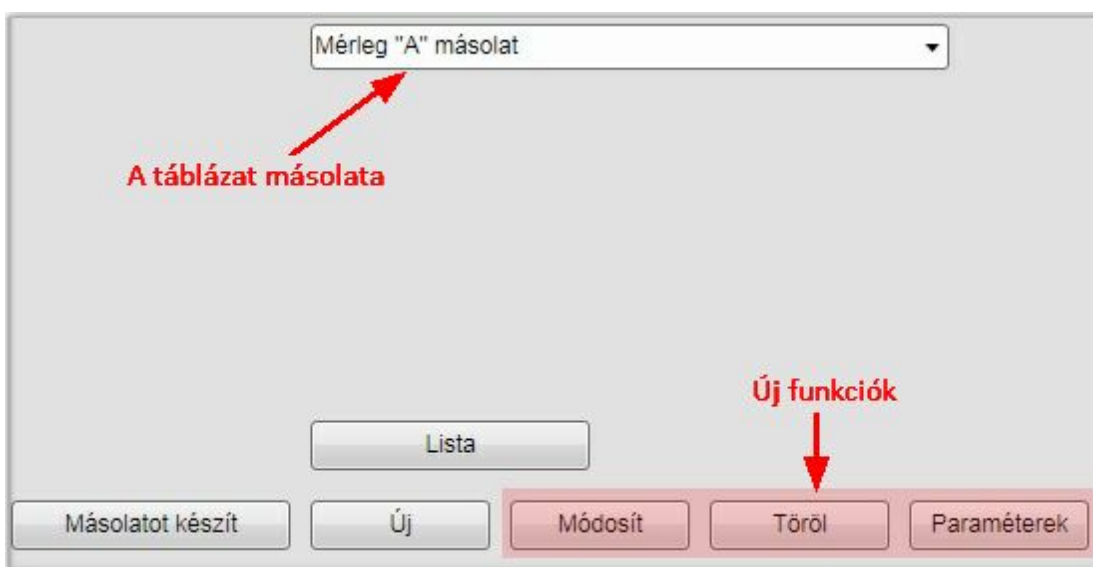 Mérleg "A" másolat
A táblázat másolata
Új funkciók
Lista
Másolatot készít
Új
Módosít
Töröl
Paraméterek